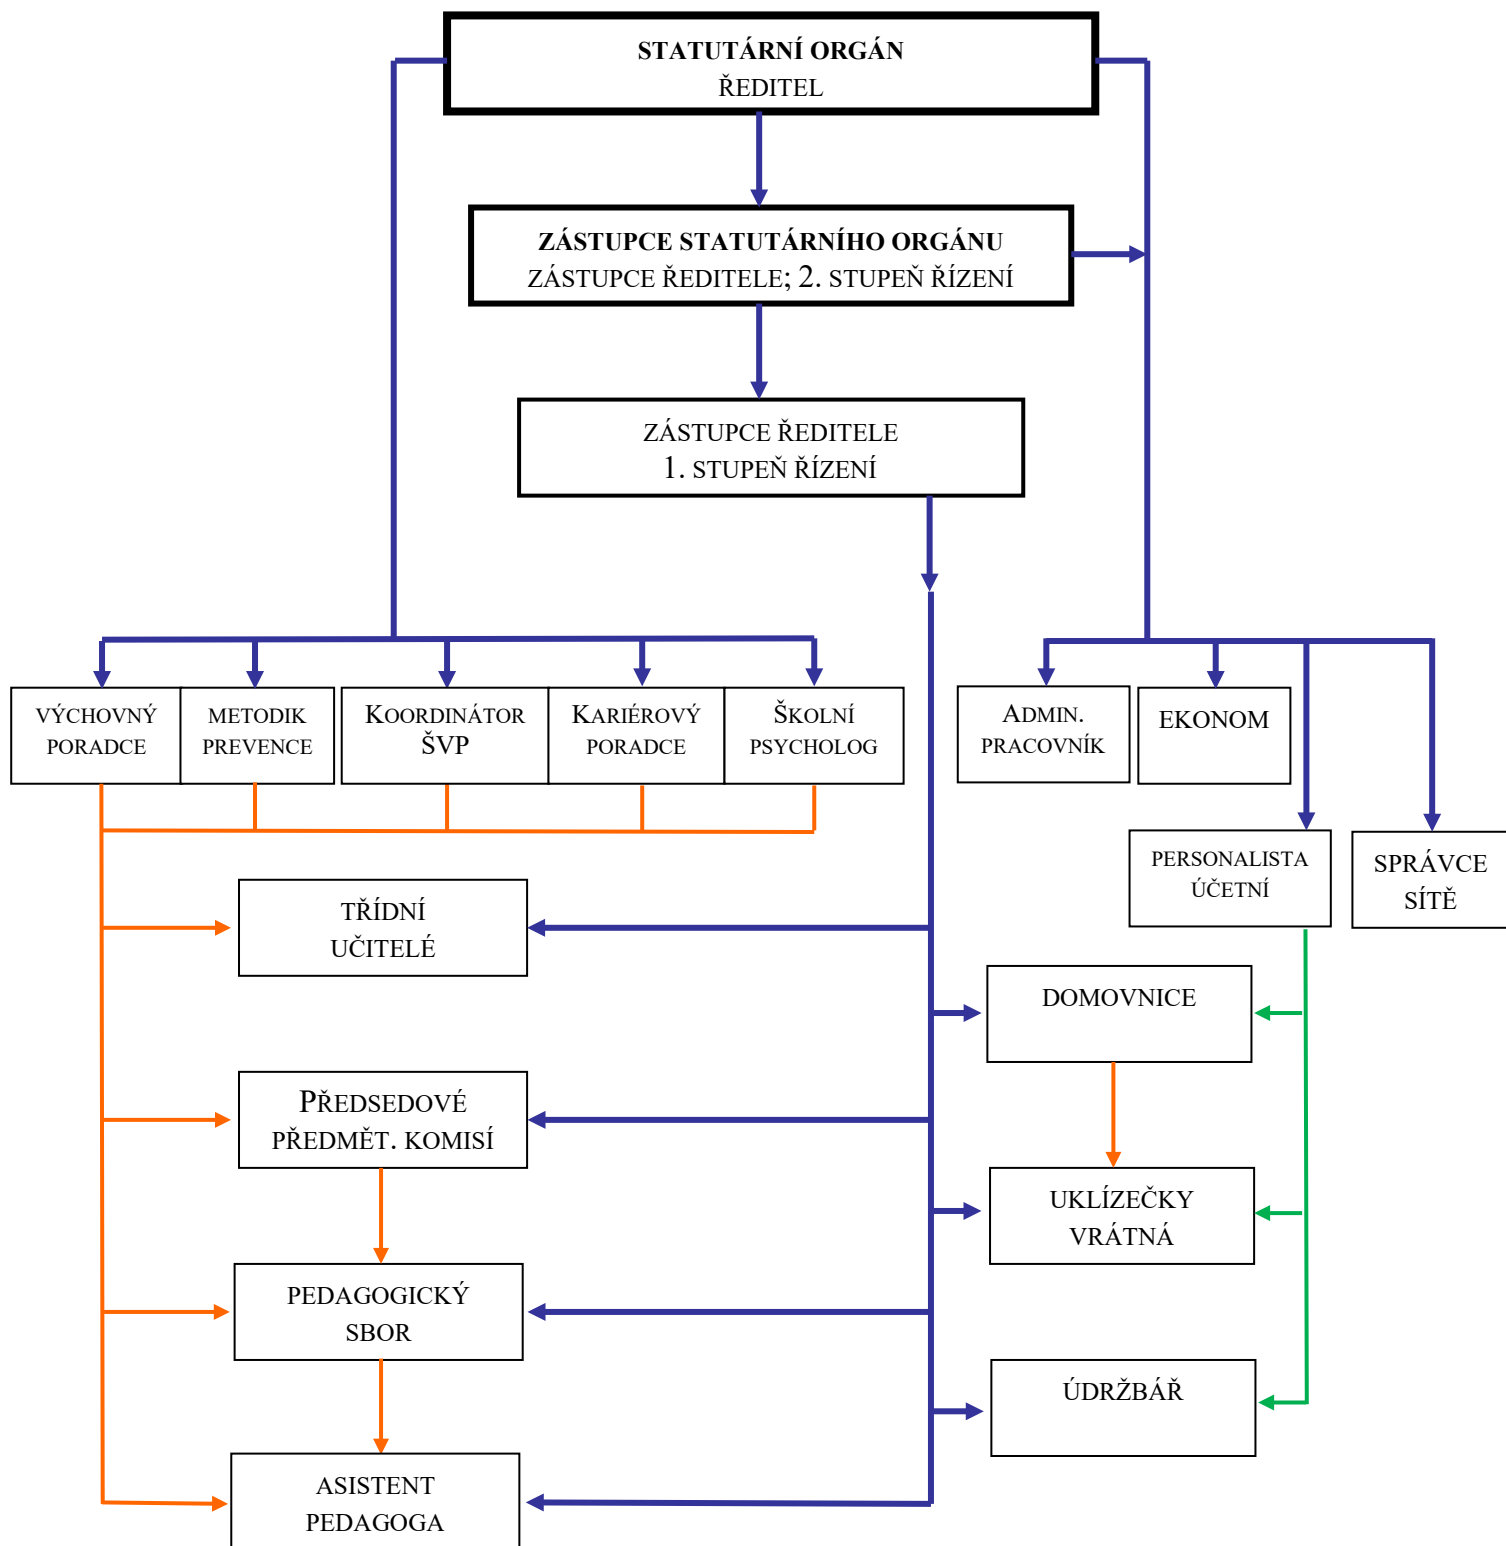 STATUTÁRNÍ ORGÁN
ŘEDITEL
ZÁSTUPCE STATUTÁRNÍHO ORGÁNU
ZÁSTUPCE ŘEDITELE; 2. STUPEŇ ŘÍZENÍ
ZÁSTUPCE ŘEDITELE
1. STUPEŇ ŘÍZENÍ
VÝCHOVNÝ
PORADCE
METODIK
PREVENCE
KOORDINÁTOR
ŠVP
KARIÉROVÝ
PORADCE
ŠKOLNÍ
PSYCHOLOG
ADMIN.
PRACOVNÍK
EKONOM
PERSONALISTA
ÚČETNÍ
SPRÁVCE
SÍTĚ
TŘÍDNÍ
UČITELÉ
DOMOVNICE
PŘEDSEDOVÉ
PŘEDMĚT. KOMISÍ
UKLÍZEČKY
VRÁTNÁ
PEDAGOGICKÝ
SBOR
ÚDRŽBÁŘ
ASISTENT
PEDAGOGA